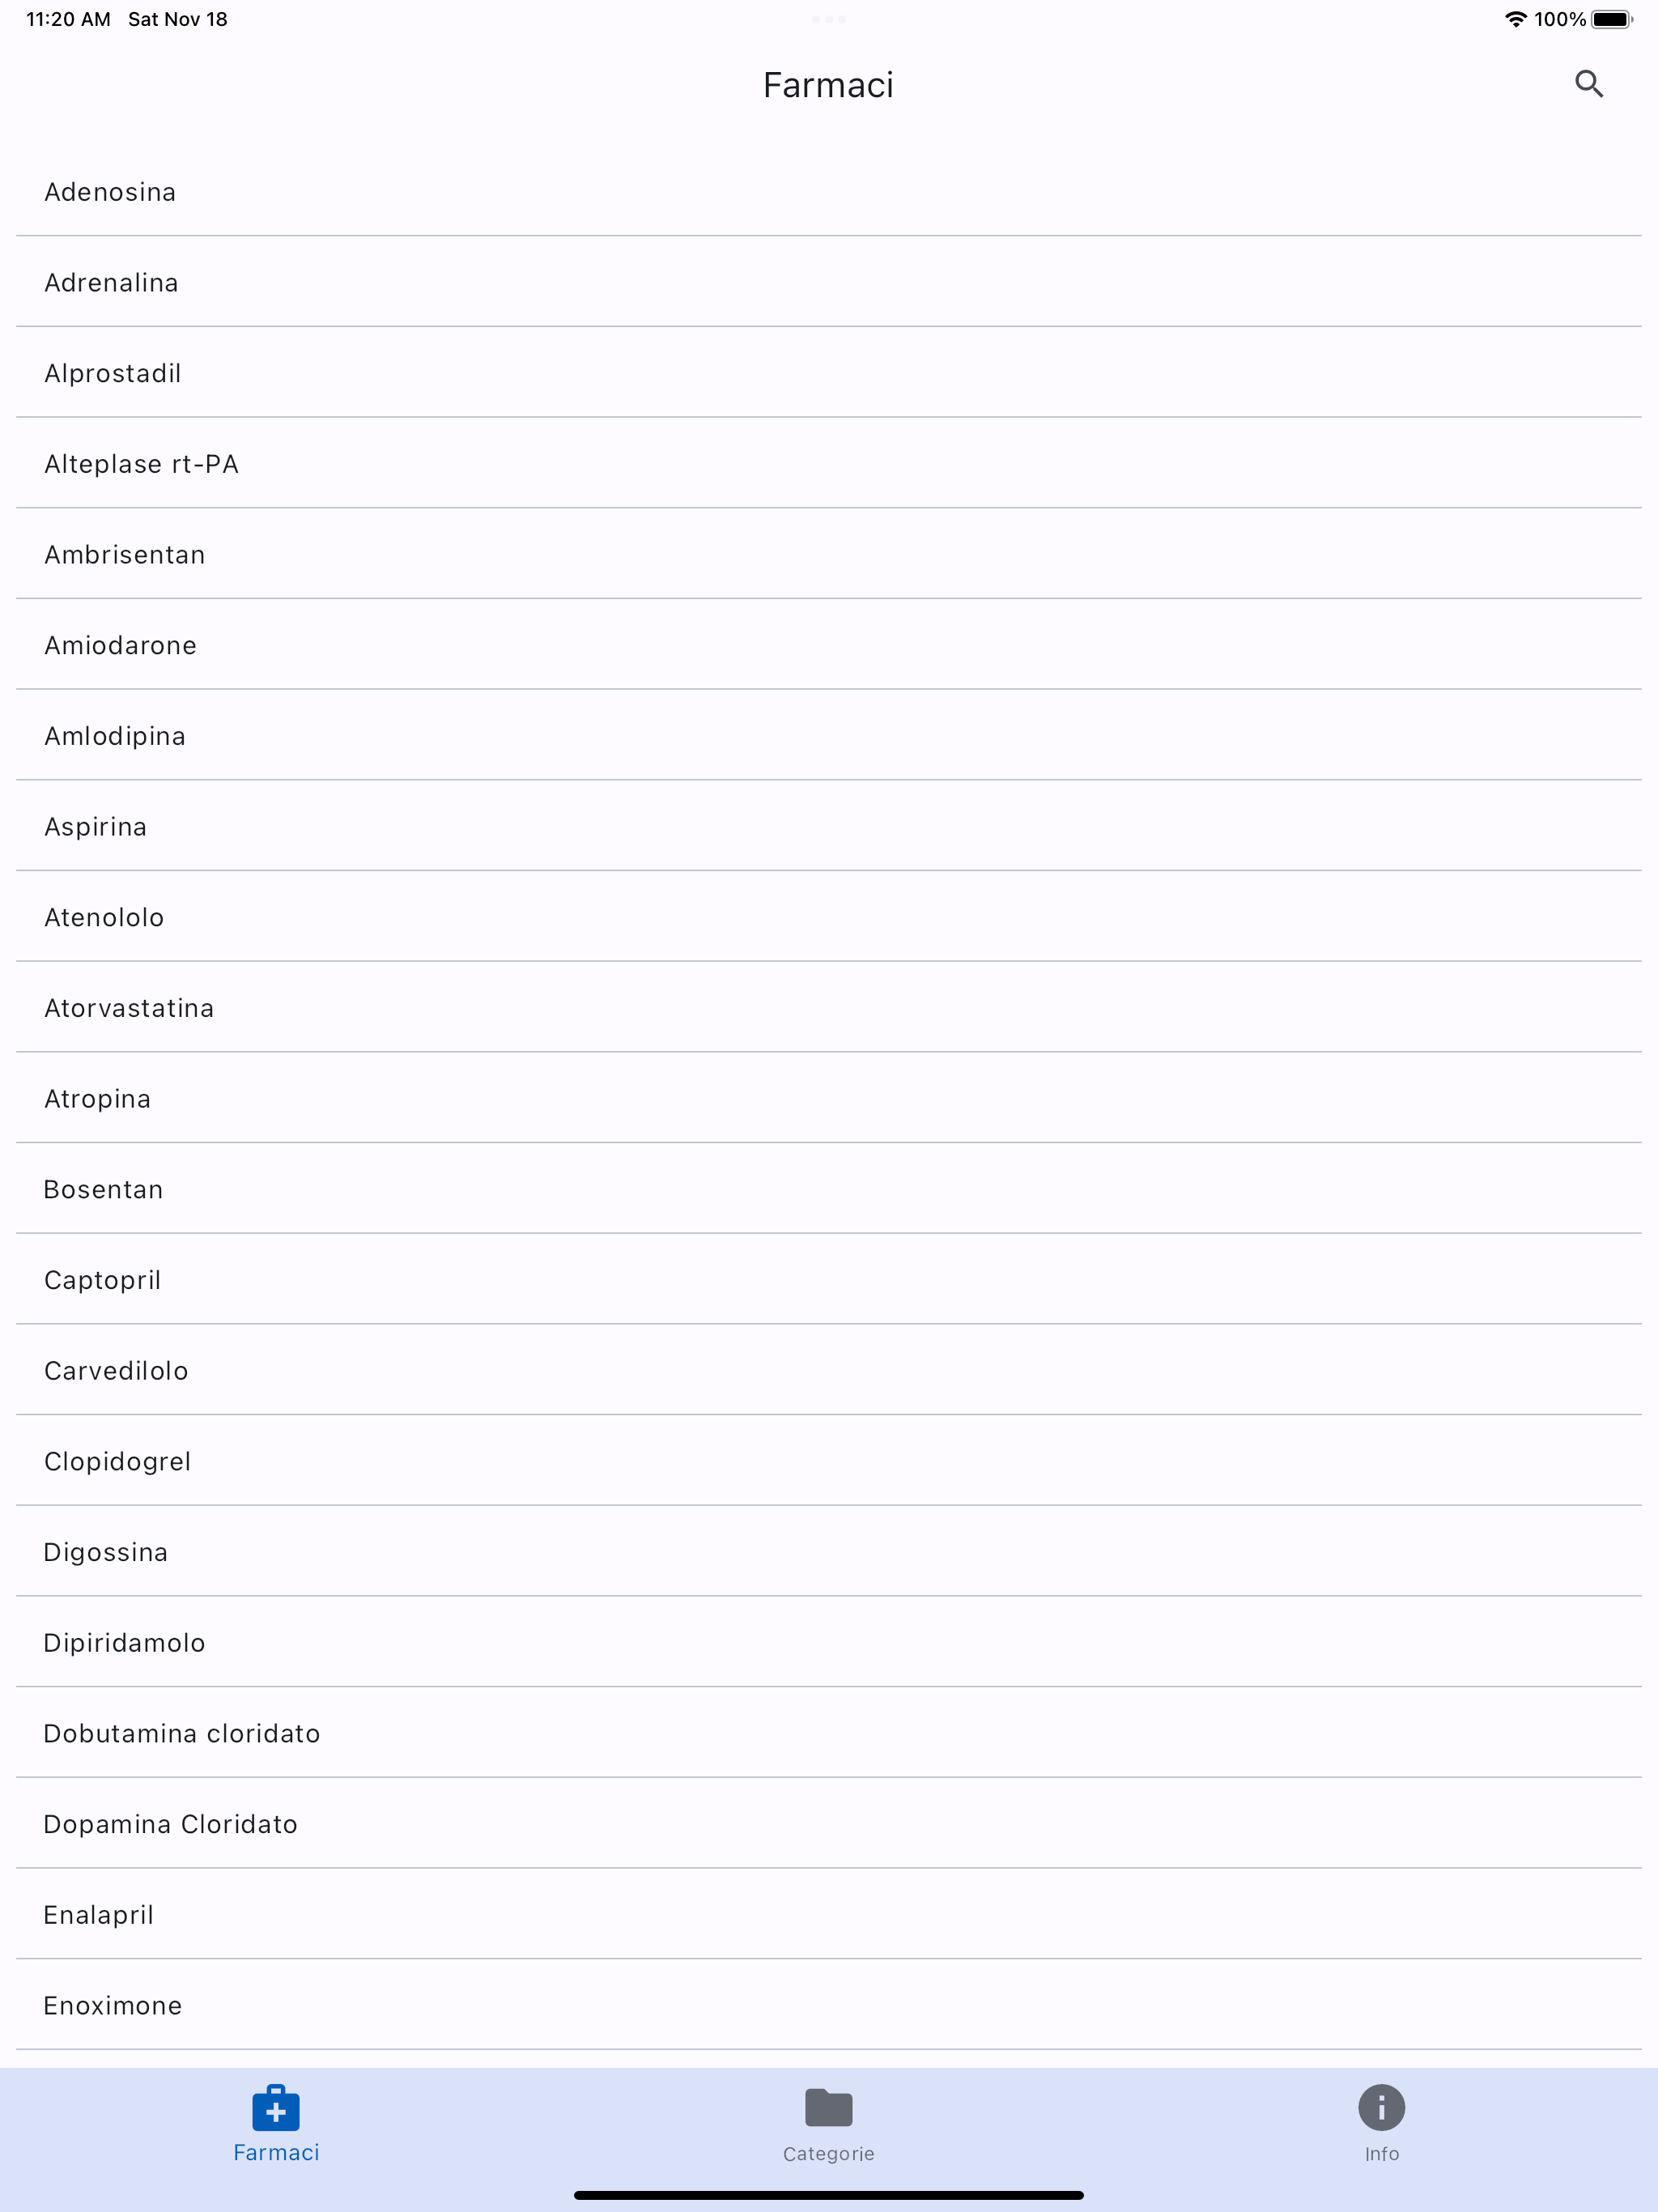 11:20 AM Sat Nov 18 100%
Farmaci
Adenosina
Adrenalina
Alprostadil
Alteplase rt-PA
Ambrisentan
Amiodarone
Amlodipina
Aspirina
Atenololo
Atorvastatina
Atropina
Bosentan
Captopril
Carvedilolo
Clopidogrel
Digossina
Dipiridamolo
Dobutamina cloridato
Dopamina Cloridato
Enalapril
Enoximone
Farmaci Categorie Info